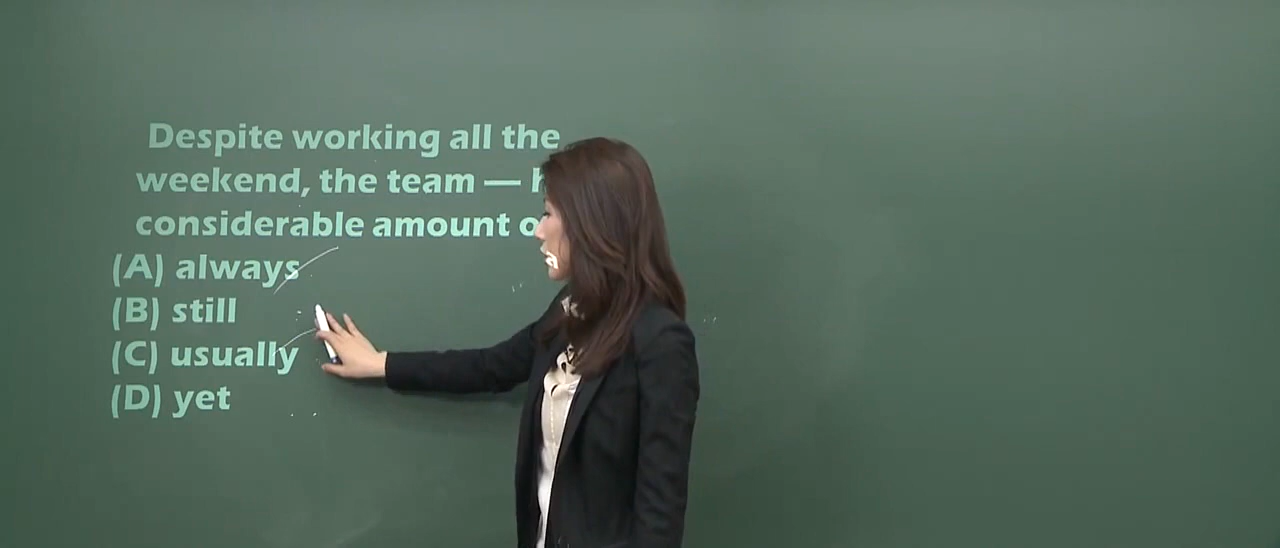 Despite working all the
weekend, the team —
considerable amount
(A) always
(B) still
(C) usually
(D) yet